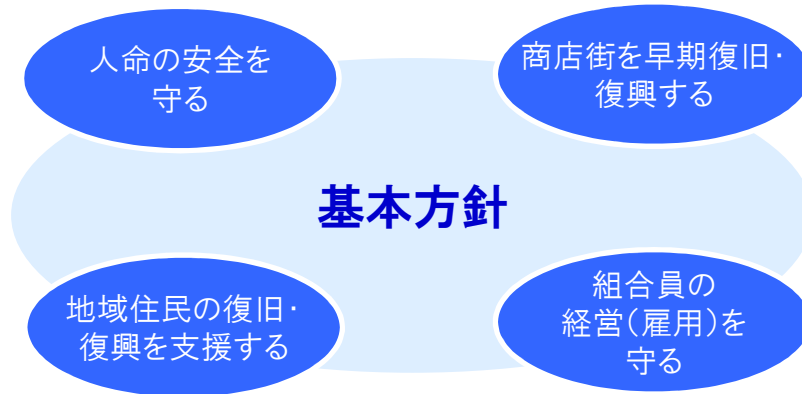 人命の安全を
守る
商店街を早期復旧・
復興する
基本方針
地域住民の復旧・
復興を支援する
組合員の
経営(雇用)を
守る